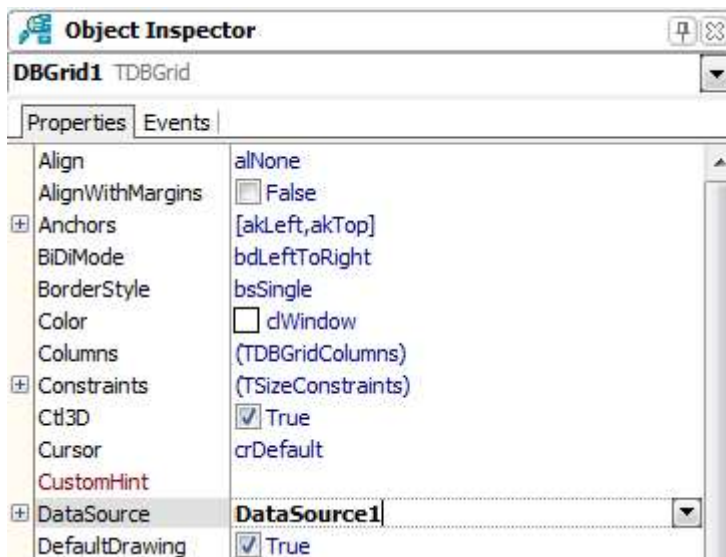 Object Inspector
DBGrid1 TDBGrid
Properties Events
Align alNone
AlignWithMargins False
Anchors [akLeft,akTop]
BiDiMode bdLeftToRight
BorderStyle bsSingle
Color clWindow
Columns (TDBGridColumns)
Constraints (TSizeConstraints)
Ctl3D True
Cursor crDefault
CustomHint
DataSource DataSource1
DefaultDrawing True